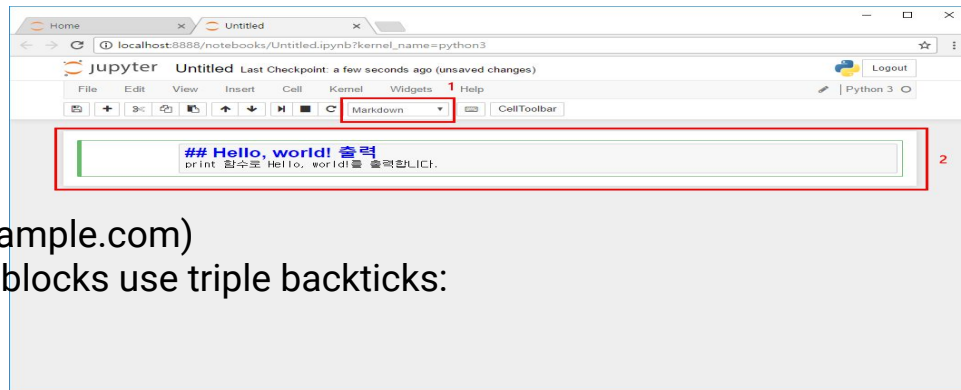 Home × Untitled ×
localhost:8888/notebooks/Untitled.ipynb?kernel_name=python3
jupyter Untitled Last Checkpoint: a few seconds ago (unsaved changes) Logout
1
File Edit View Insert Cell Kernel Widgets Help Python 3
Markdown CellToolbar
## Hello, world! 출력
print 함수로 Hello, world!를 출력합니다.
2
ample.com)
blocks use triple backticks: